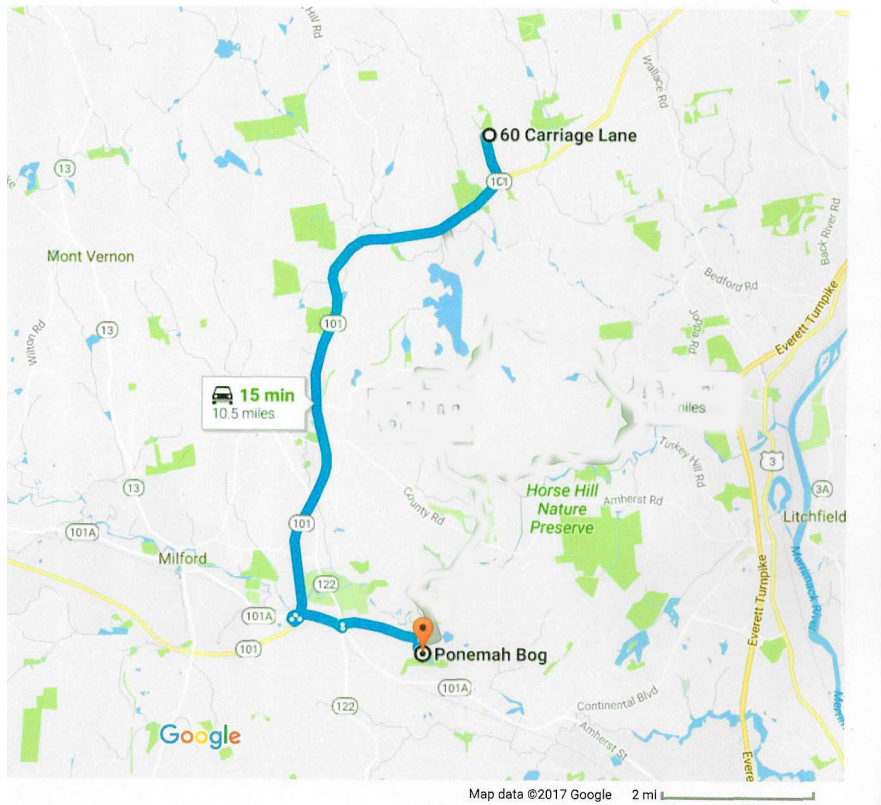 Hill Rd
Wallace Rd
60 Carriage Lane
101
13
Back River Rd
Mont Vernon
Bedford Rd
Everett Turnpike
101
Joppa Rd
13
Wilton Rd
15 min
10.5 miles
miles
Turkey Hill Rd
3
13
Horse Hill
Nature
Preserve
Amherst Rd
3A
County Rd
Litchfield
101
101A
Milford
122
Merrimack River
Everett Turnpike
101A
101
Ponemah Bog
101A
122
Continental Blvd
Amherst St
Google
Map data ©2017 Google
2 mi